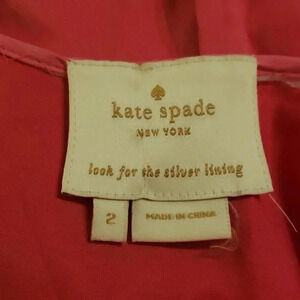 kate spade
NEW YORK
look for the silver lining
2
MADE IN CHINA